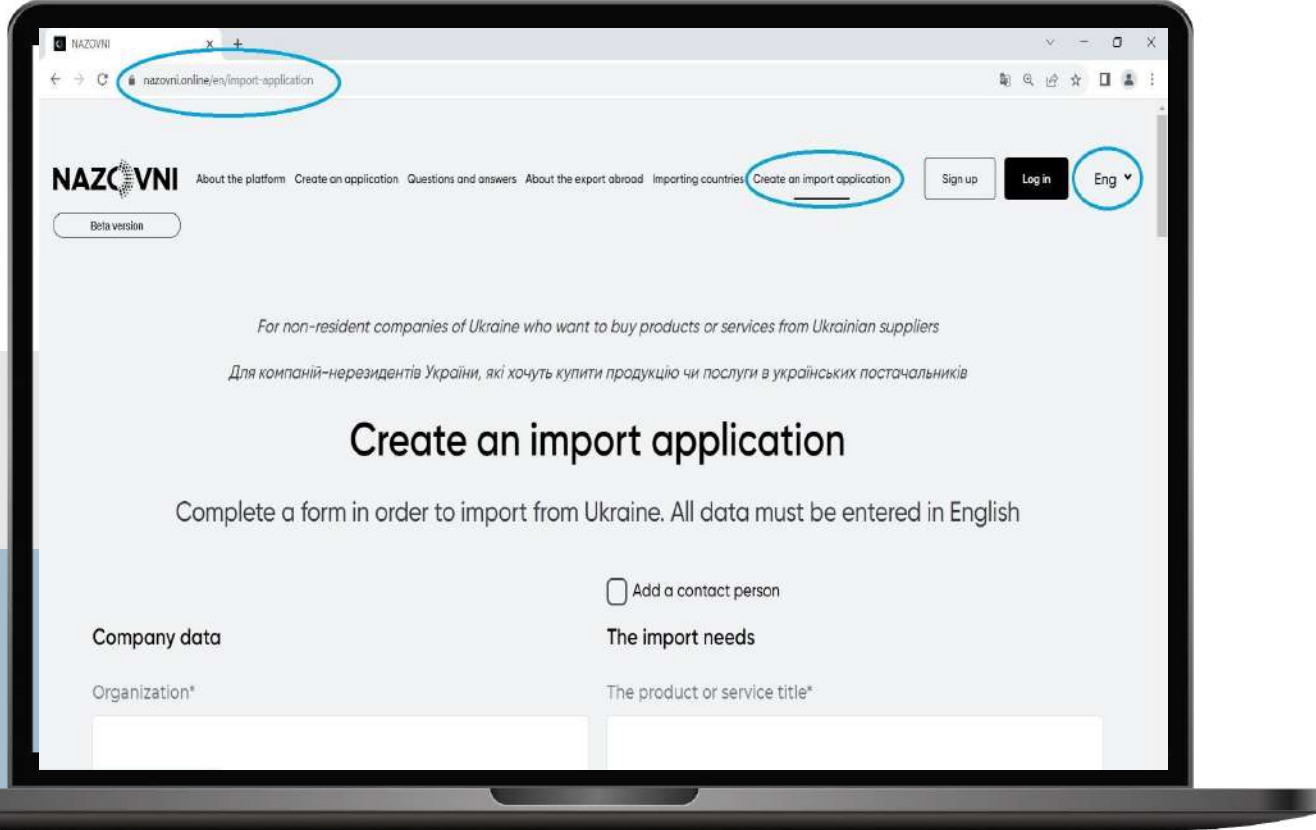 NAZOVNI
nazovni.online/en/import-application
NAZOVNI
About the platform Create an application Questions and answers About the export abroad Importing countries Create an import application Sign up Log in Eng
Beta version
For non-resident companies of Ukraine who want to buy products or services from Ukrainian suppliers
Для компаній-нерезидентів України, які хочуть купити продукцію чи послуги в українських постачальників
Create an import application
Complete a form in order to import from Ukraine. All data must be entered in English
Add a contact person
Company data
The import needs
Organization*
The product or service title*